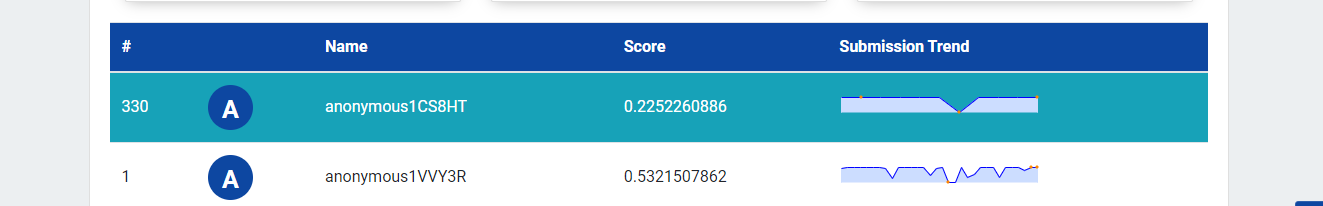 # Name Score Submission Trend
330 A anonymous1CS8HT 0.2252260886
1 A anonymous1VVY3R 0.5321507862